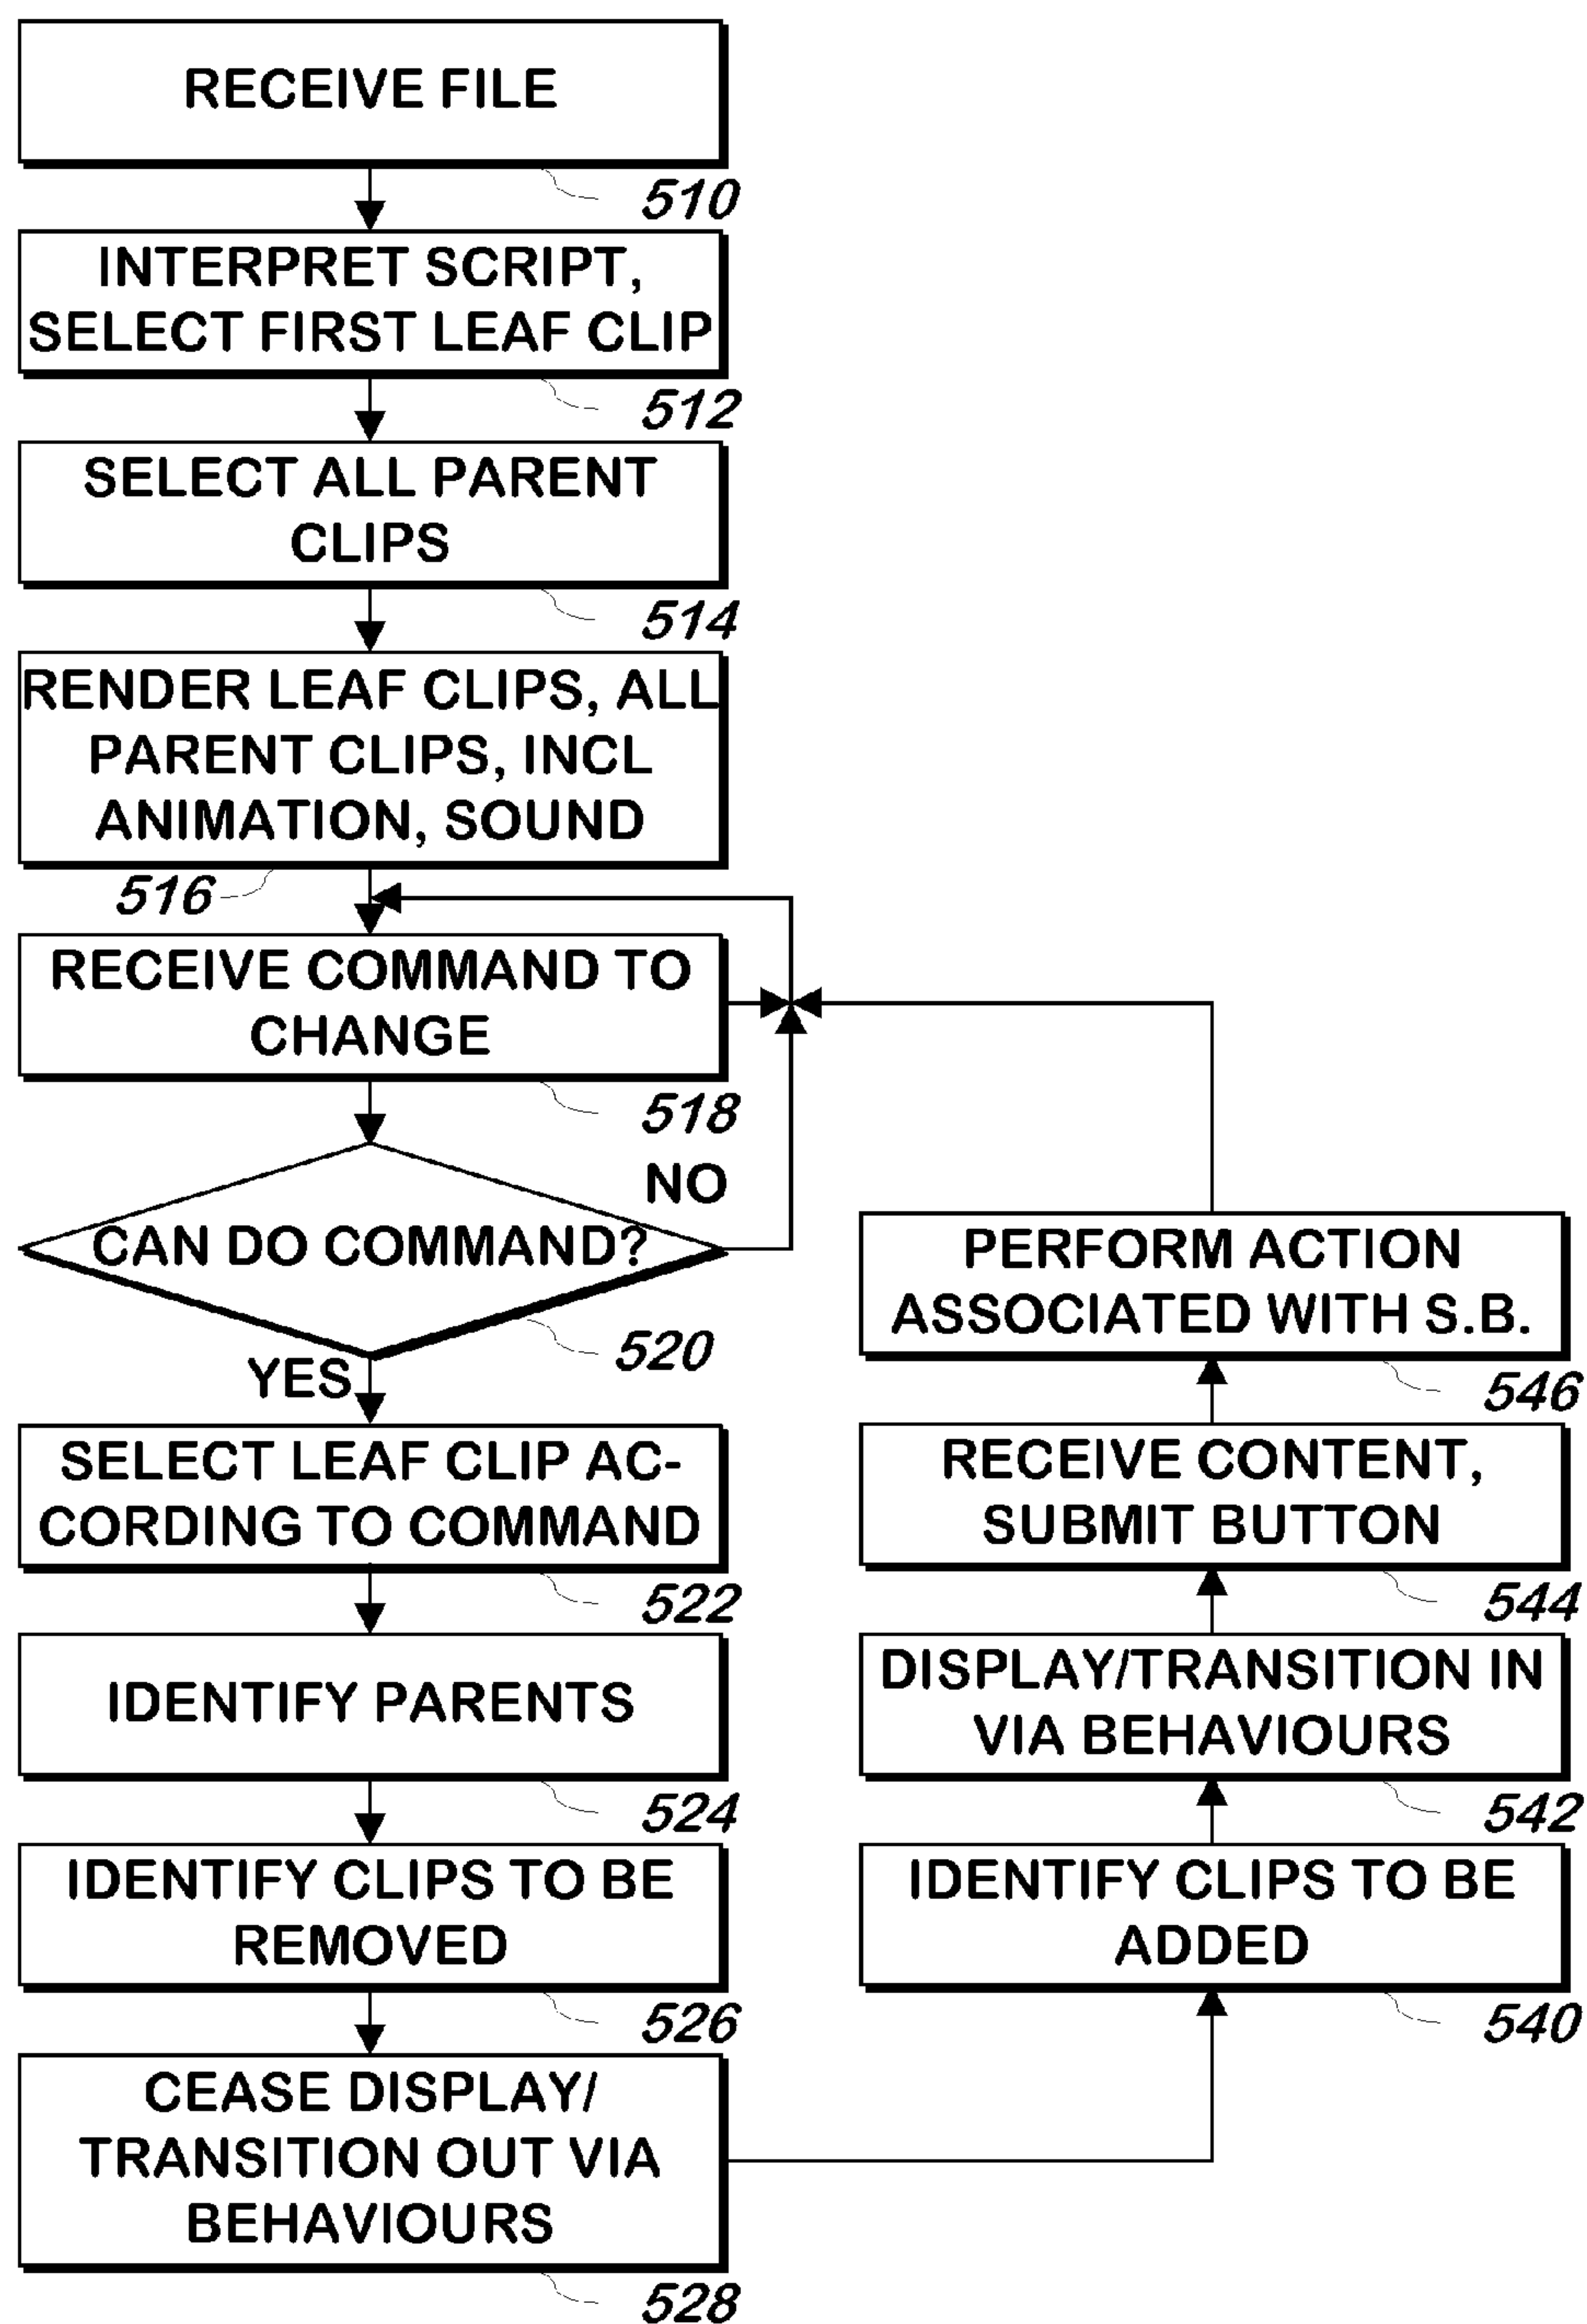 RECEIVE FILE
510
INTERPRET SCRIPT,
SELECT FIRST LEAF CLIP
512
SELECT ALL PARENT
CLIPS
514
RENDER LEAF CLIPS, ALL
PARENT CLIPS, INCL
ANIMATION, SOUND
516
RECEIVE COMMAND TO
CHANGE
518
NO
CAN DO COMMAND?
520
YES
SELECT LEAF CLIP AC-
CORDING TO COMMAND
522
IDENTIFY PARENTS
524
IDENTIFY CLIPS TO BE
REMOVED
526
CEASE DISPLAY/
TRANSITION OUT VIA
BEHAVIOURS
528
PERFORM ACTION
ASSOCIATED WITH S.B.
546
RECEIVE CONTENT,
SUBMIT BUTTON
544
DISPLAY/TRANSITION IN
VIA BEHAVIOURS
542
IDENTIFY CLIPS TO BE
ADDED
540